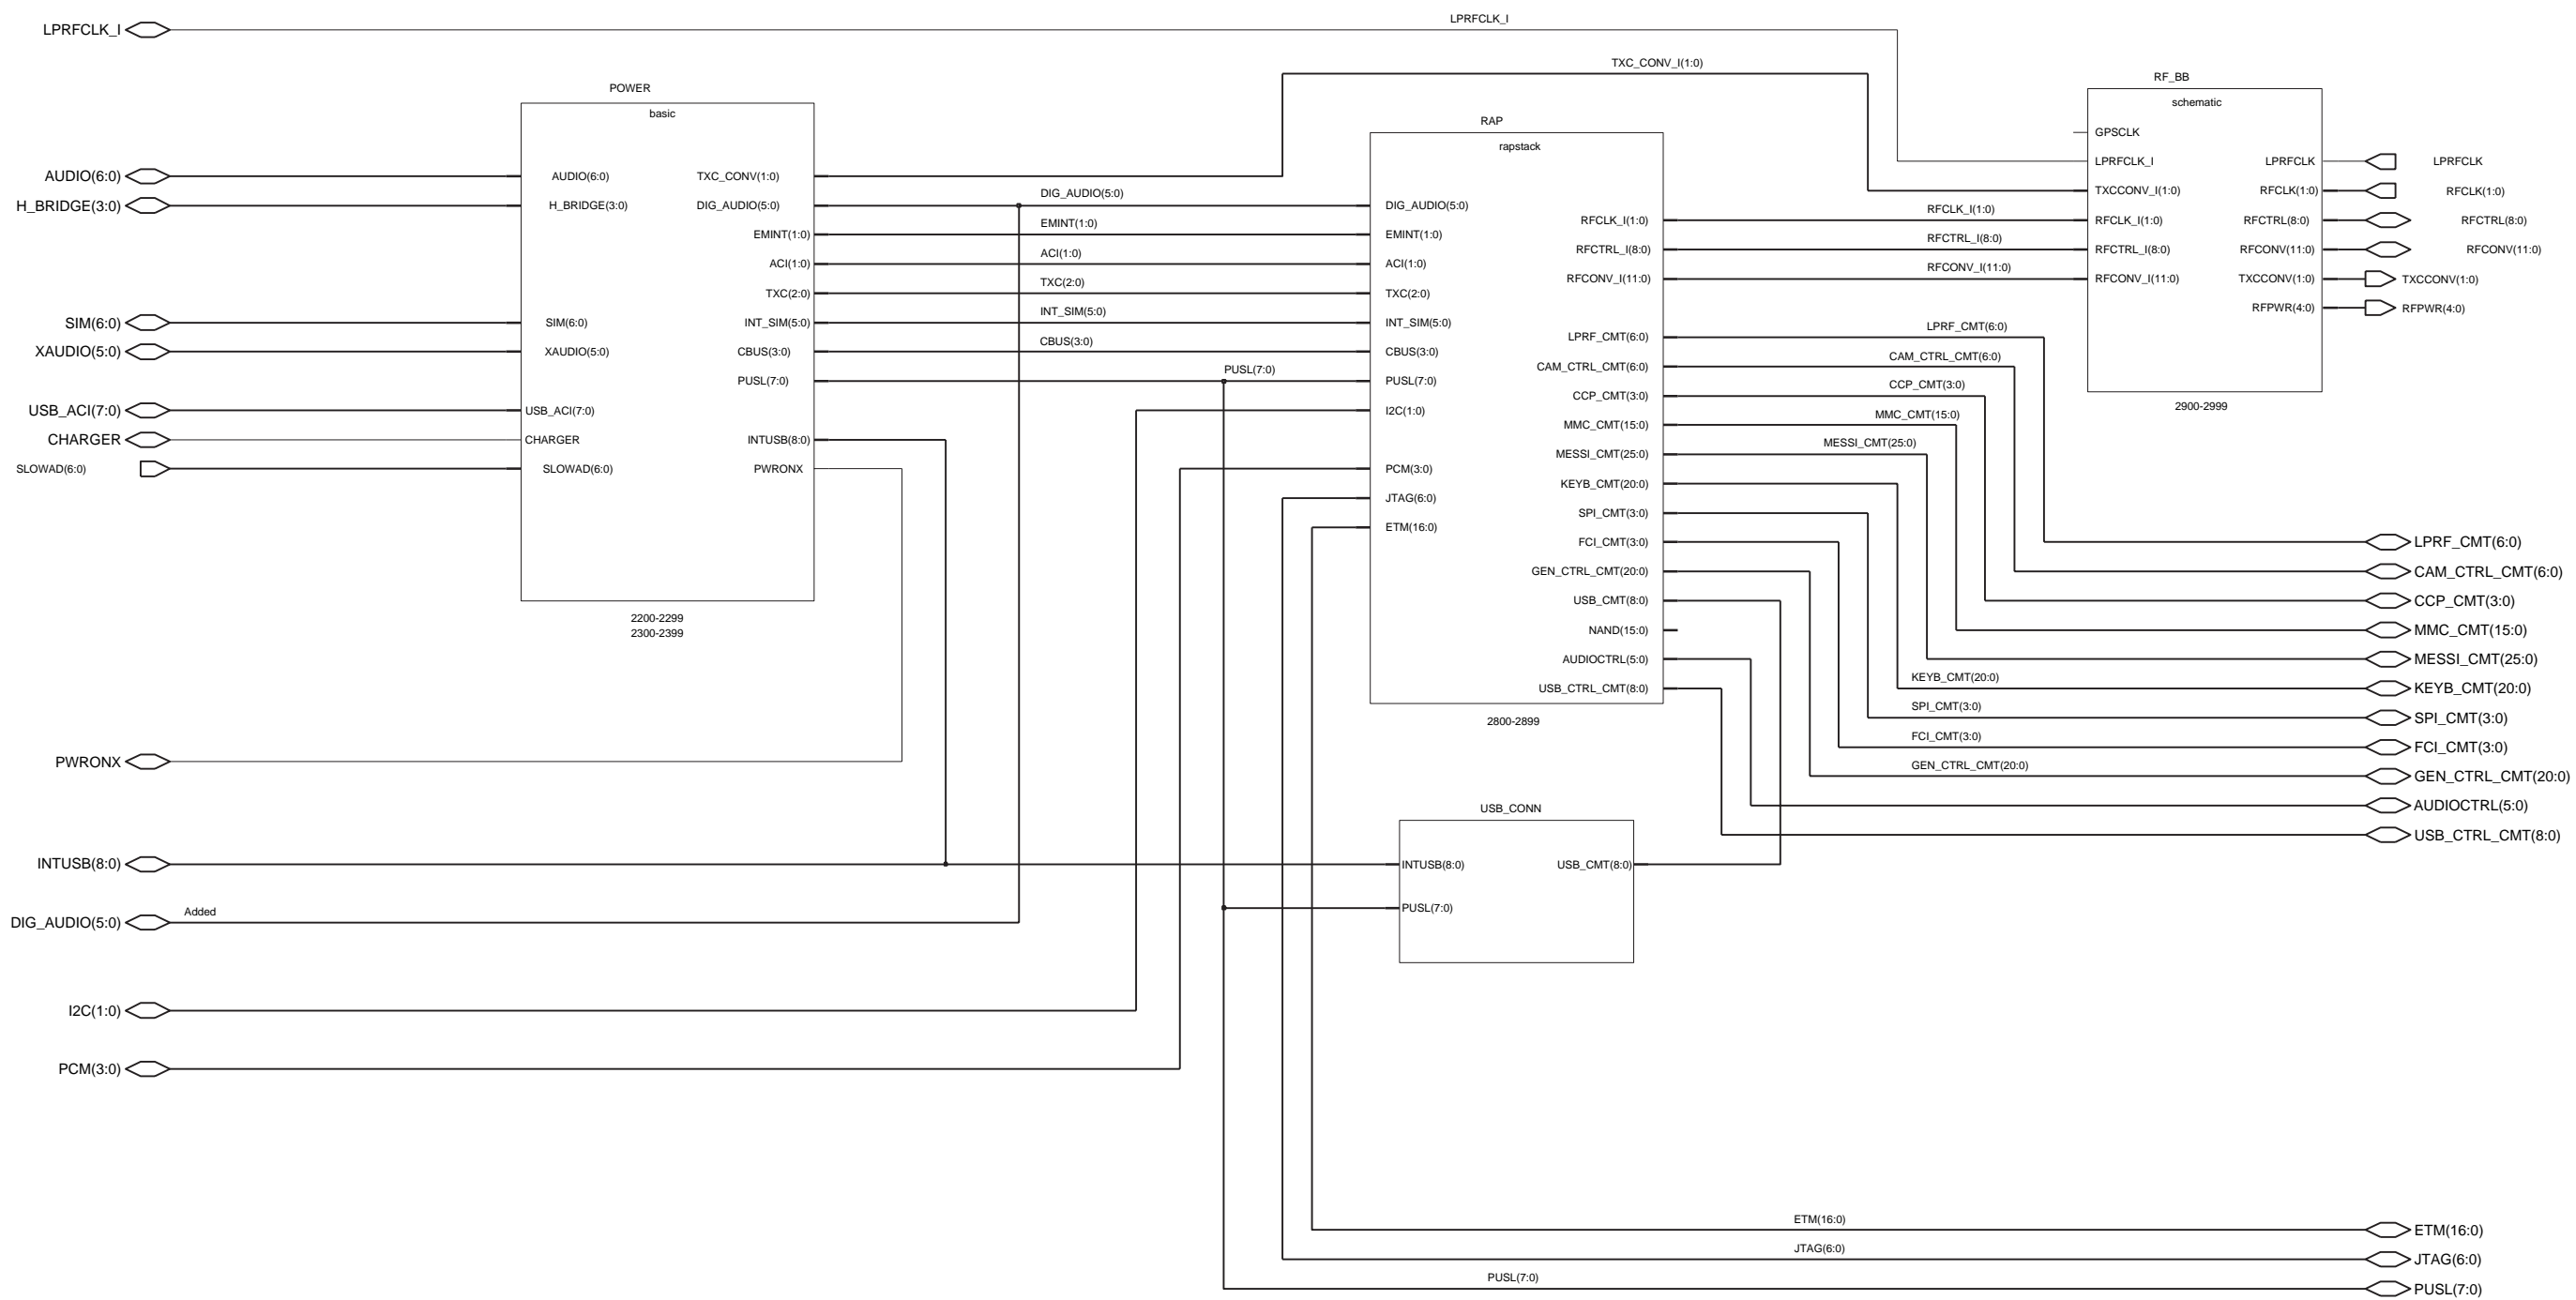 LPRFCLK_I
LPRFCLK_I
TXC_CONV_I(1:0)
POWER
basic
AUDIO(6:0)
H_BRIDGE(3:0)
SIM(6:0)
XAUDIO(5:0)
USB_ACI(7:0)
CHARGER
SLOWAD(6:0)
AUDIO(6:0)
H_BRIDGE(3:0)
SIM(6:0)
XAUDIO(5:0)
USB_ACI(7:0)
CHARGER
SLOWAD(6:0)
TXC_CONV(1:0)
DIG_AUDIO(5:0)
EMINT(1:0)
ACI(1:0)
TXC(2:0)
INT_SIM(5:0)
CBUS(3:0)
PUSL(7:0)
INTUSB(8:0)
PWRONX
2200-2299
2300-2399
DIG_AUDIO(5:0)
EMINT(1:0)
ACI(1:0)
TXC(2:0)
INT_SIM(5:0)
CBUS(3:0)
PUSL(7:0)
RAP
rapstack
DIG_AUDIO(5:0)
EMINT(1:0)
ACI(1:0)
TXC(2:0)
INT_SIM(5:0)
CBUS(3:0)
PUSL(7:0)
I2C(1:0)
PCM(3:0)
JTAG(6:0)
ETM(16:0)
RFCLK_I(1:0)
RFCTRL_I(8:0)
RFCONV_I(11:0)
LPRF_CMT(6:0)
CAM_CTRL_CMT(6:0)
CCP_CMT(3:0)
MMC_CMT(15:0)
MESSI_CMT(25:0)
KEYB_CMT(20:0)
SPI_CMT(3:0)
FCI_CMT(3:0)
GEN_CTRL_CMT(20:0)
USB_CMT(8:0)
NAND(15:0)
AUDIOCTRL(5:0)
USB_CTRL_CMT(8:0)
2800-2899
RFCLK_I(1:0)
RFCTRL_I(8:0)
RFCONV_I(11:0)
LPRF_CMT(6:0)
CAM_CTRL_CMT(6:0)
CCP_CMT(3:0)
MMC_CMT(15:0)
MESSI_CMT(25:0)
KEYB_CMT(20:0)
SPI_CMT(3:0)
FCI_CMT(3:0)
GEN_CTRL_CMT(20:0)
RF_BB
schematic
GPSCLK
LPRFCLK_I
TXCCONV_I(1:0)
RFCLK_I(1:0)
RFCTRL_I(8:0)
RFCONV_I(11:0)
LPRFCLK
RFCLK(1:0)
RFCTRL(8:0)
RFCONV(11:0)
TXCCONV(1:0)
RFPWR(4:0)
2900-2999
LPRFCLK
RFCLK(1:0)
RFCTRL(8:0)
RFCONV(11:0)
TXCCONV(1:0)
RFPWR(4:0)
LPRF_CMT(6:0)
CAM_CTRL_CMT(6:0)
CCP_CMT(3:0)
MMC_CMT(15:0)
MESSI_CMT(25:0)
KEYB_CMT(20:0)
SPI_CMT(3:0)
FCI_CMT(3:0)
GEN_CTRL_CMT(20:0)
AUDIOCTRL(5:0)
USB_CTRL_CMT(8:0)
PWRONX
INTUSB(8:0)
DIG_AUDIO(5:0)
Added
I2C(1:0)
PCM(3:0)
USB_CONN
INTUSB(8:0)
PUSL(7:0)
USB_CMT(8:0)
ETM(16:0)
JTAG(6:0)
PUSL(7:0)
ETM(16:0)
JTAG(6:0)
PUSL(7:0)